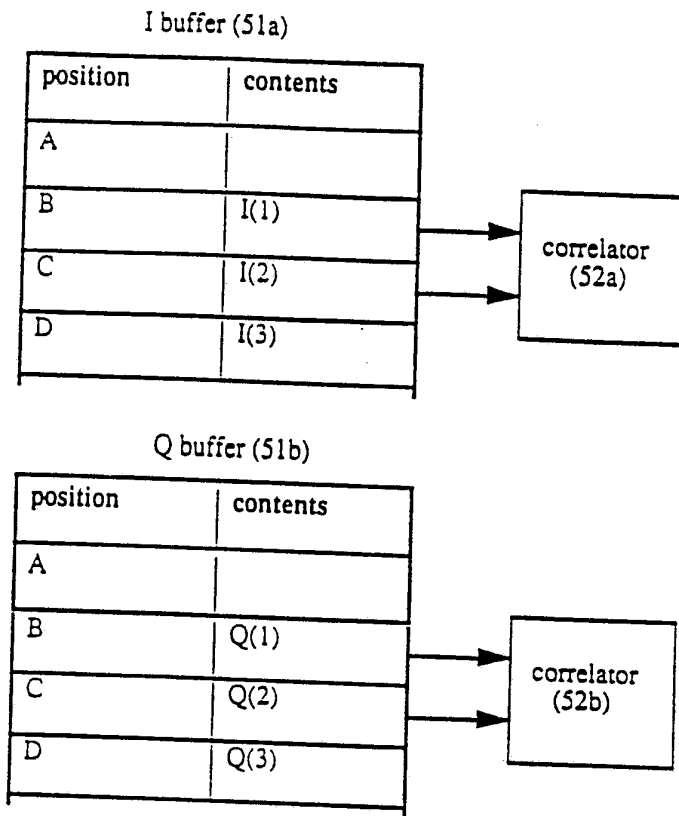 I buffer (51a)
position contents
A
B I(1)
C I(2)
D I(3)
correlator
(52a)
Q buffer (51b)
position contents
A
B Q(1)
C Q(2)
D Q(3)
correlator
(52b)